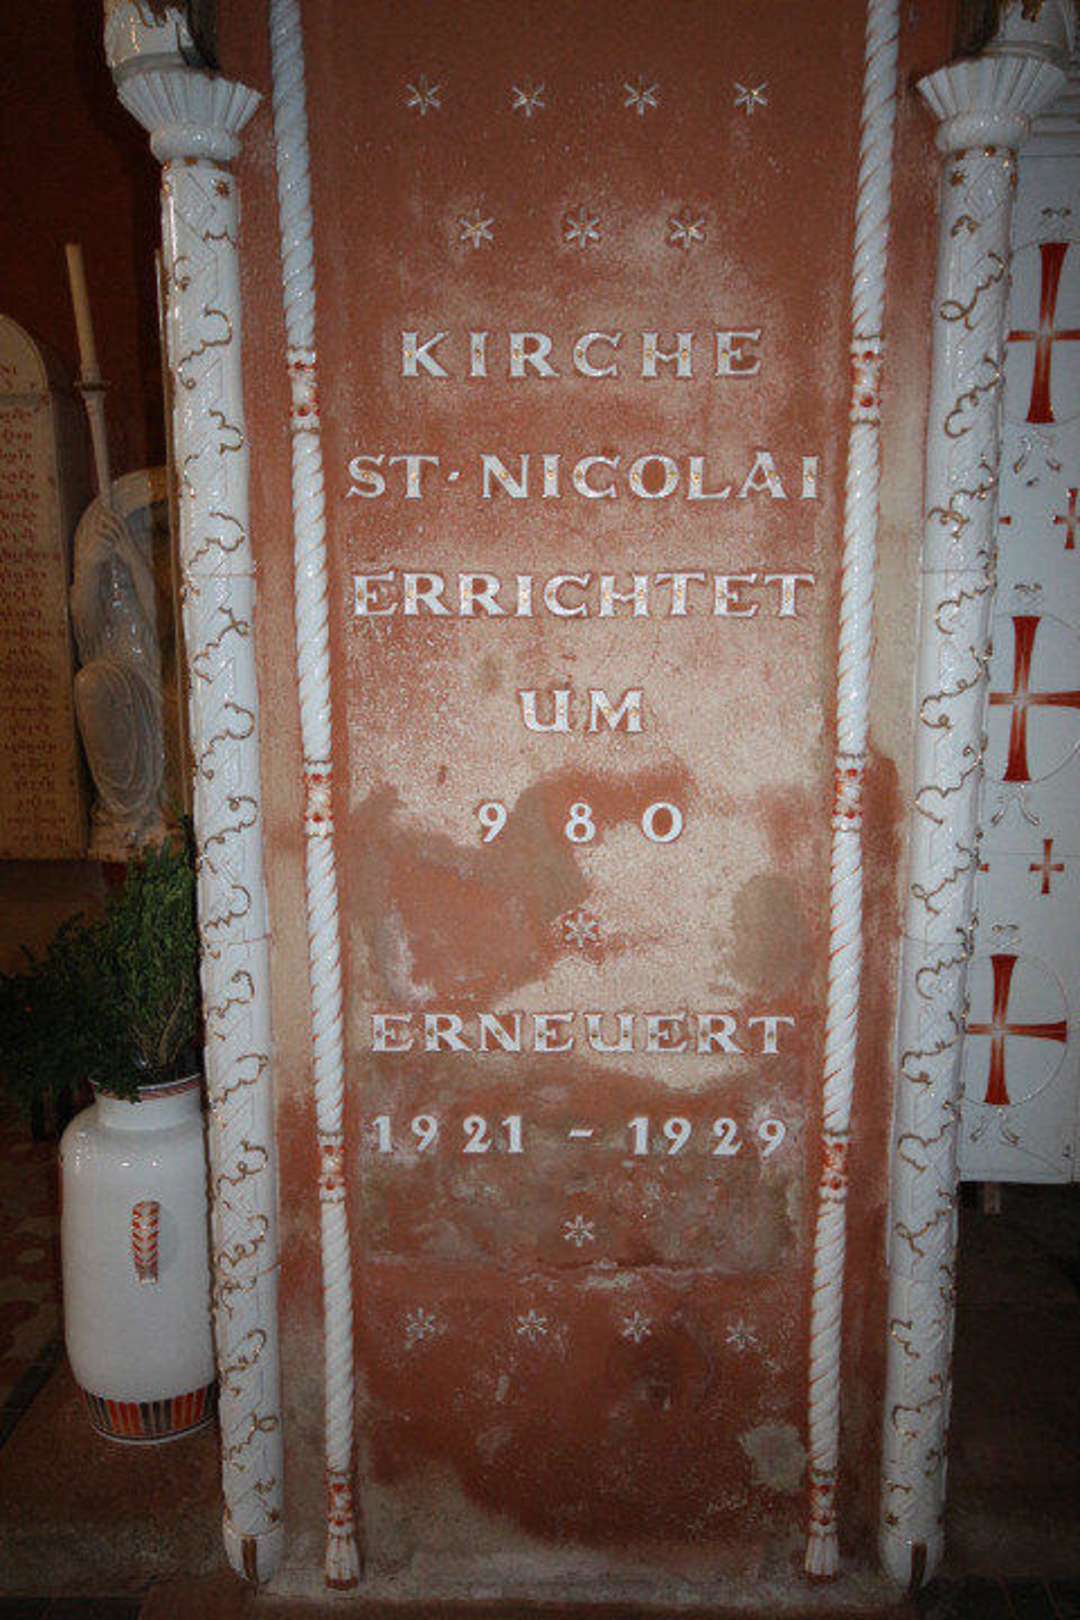 KIRCHE
ST· NICOLAI
ERRICHTET
UM
980
ERNEUERT
1921 - 1929